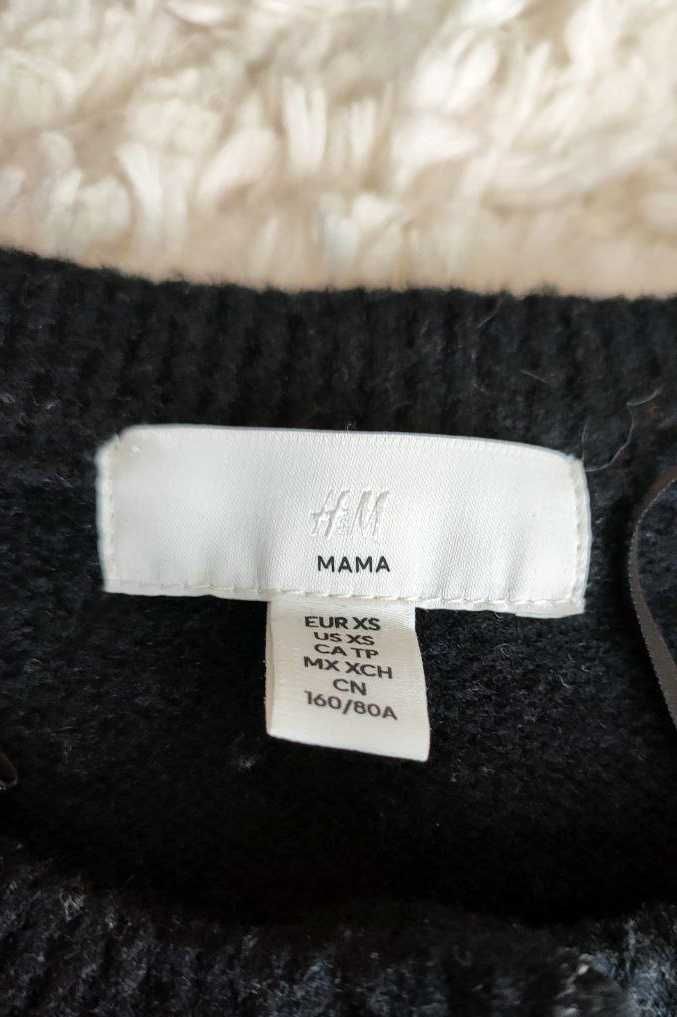 H&M
MAMA
EUR XS
US XS
CA TP
MX XCH
CN
160/80A